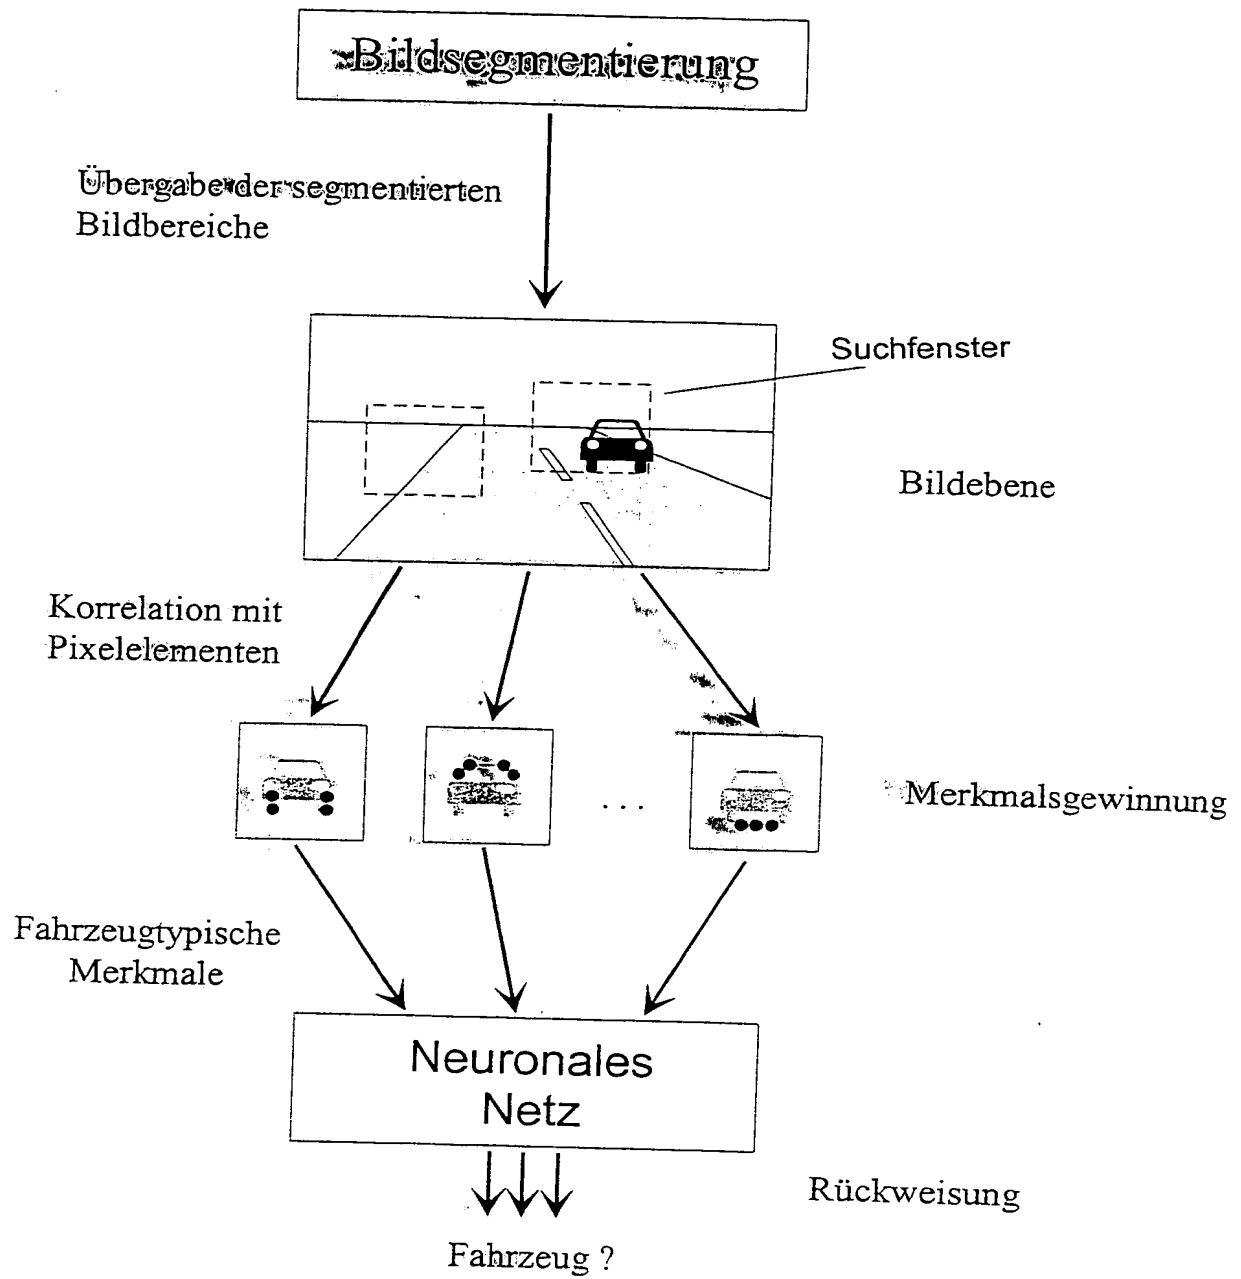 Bildsegmentierung
Übergabe der segmentierten
Bildbereiche
Suchfenster
Bildebene
Korrelation mit
Pixelelementen
. . .
Merkmalsgewinnung
Fahrzeugtypische
Merkmale
Neuronales
Netz
Rückweisung
Fahrzeug ?